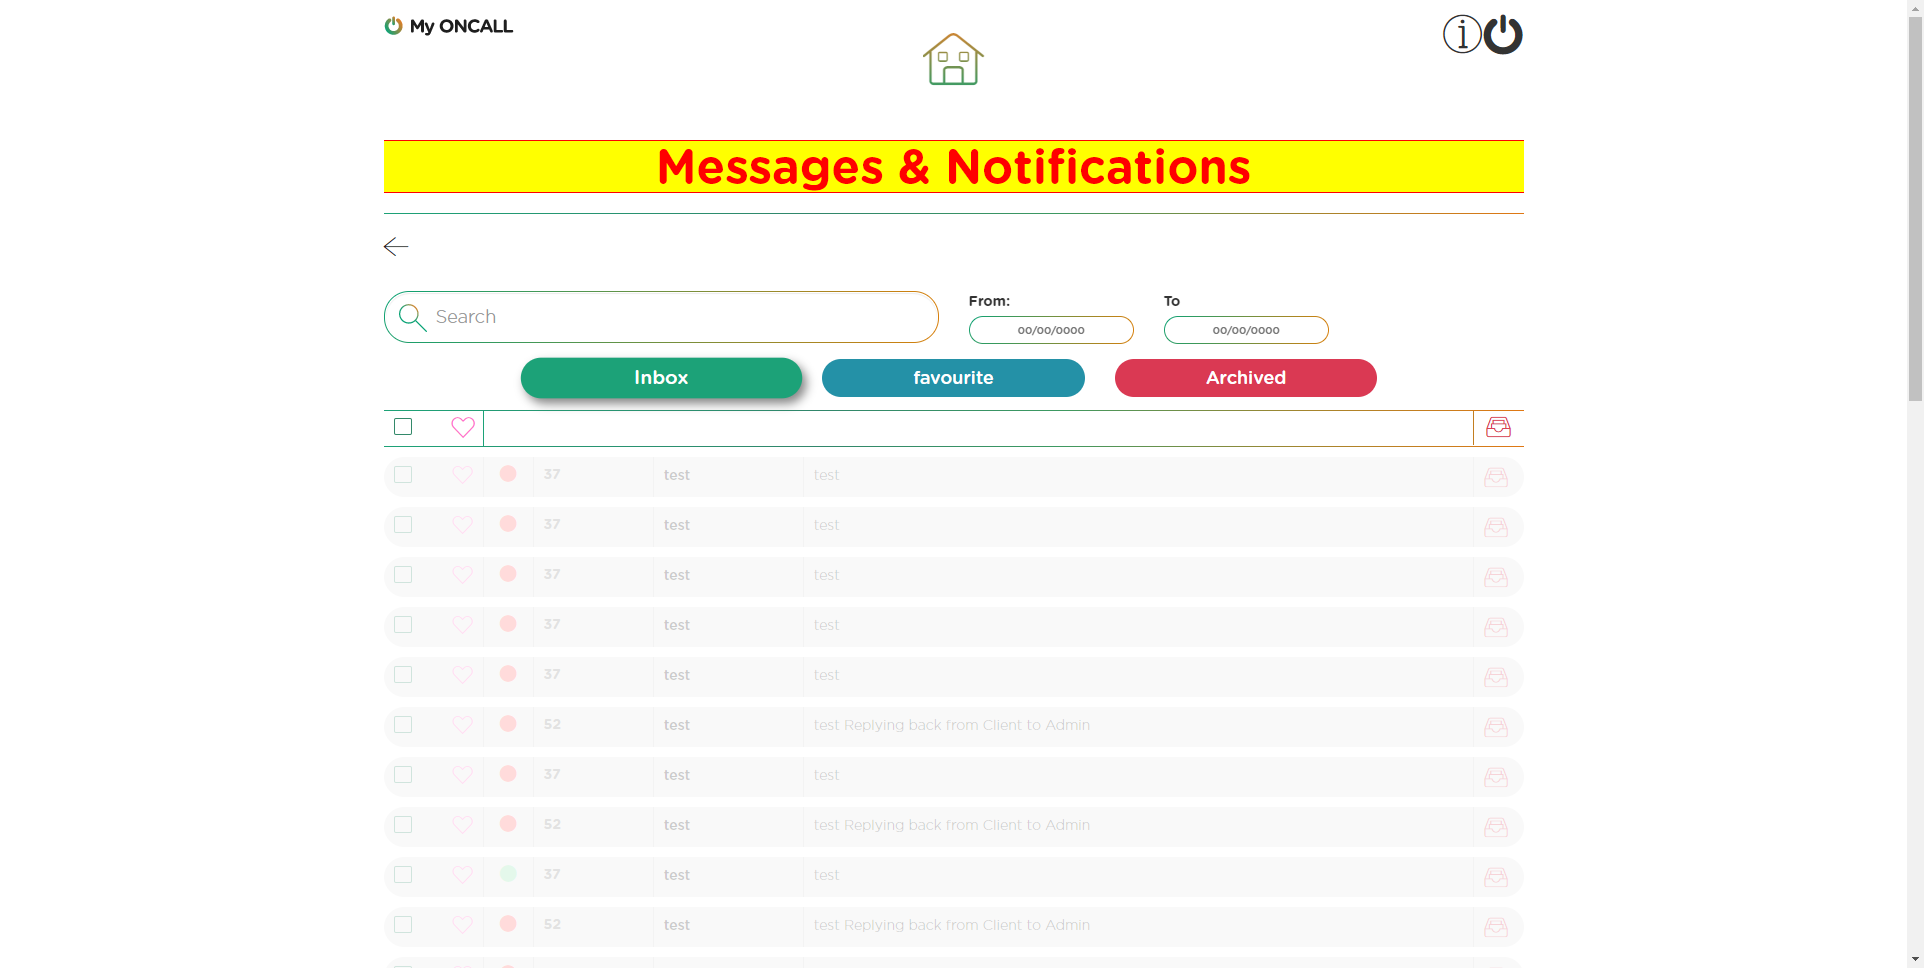 My ONCALL
Messages & Notifications
Search
From:
To
00/00/0000
00/00/0000
Inbox
favourite
Archived
37 test test
37 test test
37 test test
37 test test
37 test test
52 test test Replying back from Client to Admin
37 test test
52 test test Replying back from Client to Admin
37 test test
52 test test Replying back from Client to Admin